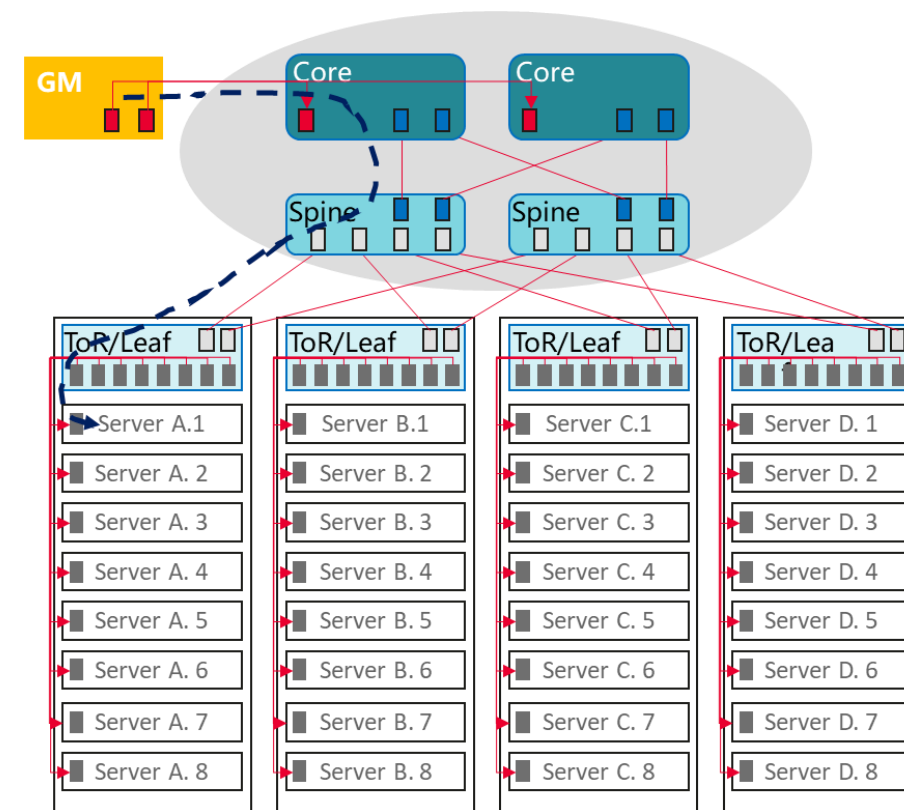 GM
Core
Core
Spine
Spine
ToR/Leaf
ToR/Leaf
ToR/Leaf
ToR/Lea
Server A.1
Server B.1
Server C.1
Server D. 1
Server A. 2
Server B. 2
Server C. 2
Server D. 2
Server A. 3
Server B. 3
Server C. 3
Server D. 3
Server A. 4
Server B. 4
Server C. 4
Server D. 4
Server A. 5
Server B. 5
Server C. 5
Server D. 5
Server A. 6
Server B. 6
Server C. 6
Server D. 6
Server A. 7
Server B. 7
Server C. 7
Server D. 7
Server A. 8
Server B. 8
Server C. 8
Server D. 8